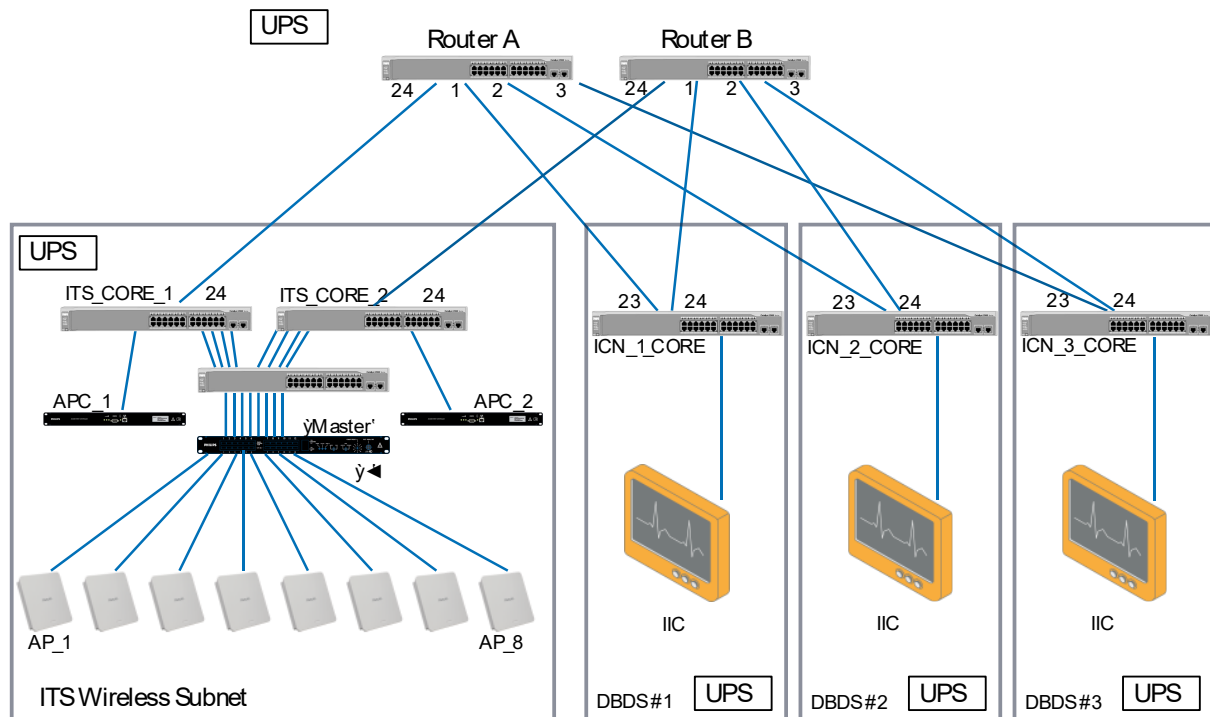 UPS
Router A
Router B
24 1 2 3
24 1 2 3
UPS
ITS_CORE_1 24
ITS_CORE_2 24
APC_1
APC_2
ỳMaster‘
ỳ◄
AP_1
AP_8
ITS Wireless Subnet
23 24
ICN_1_CORE
IIC
DBDS#1
UPS
23 24
ICN_2_CORE
IIC
DBDS#2
UPS
23 24
ICN_3_CORE
IIC
DBDS#3
UPS